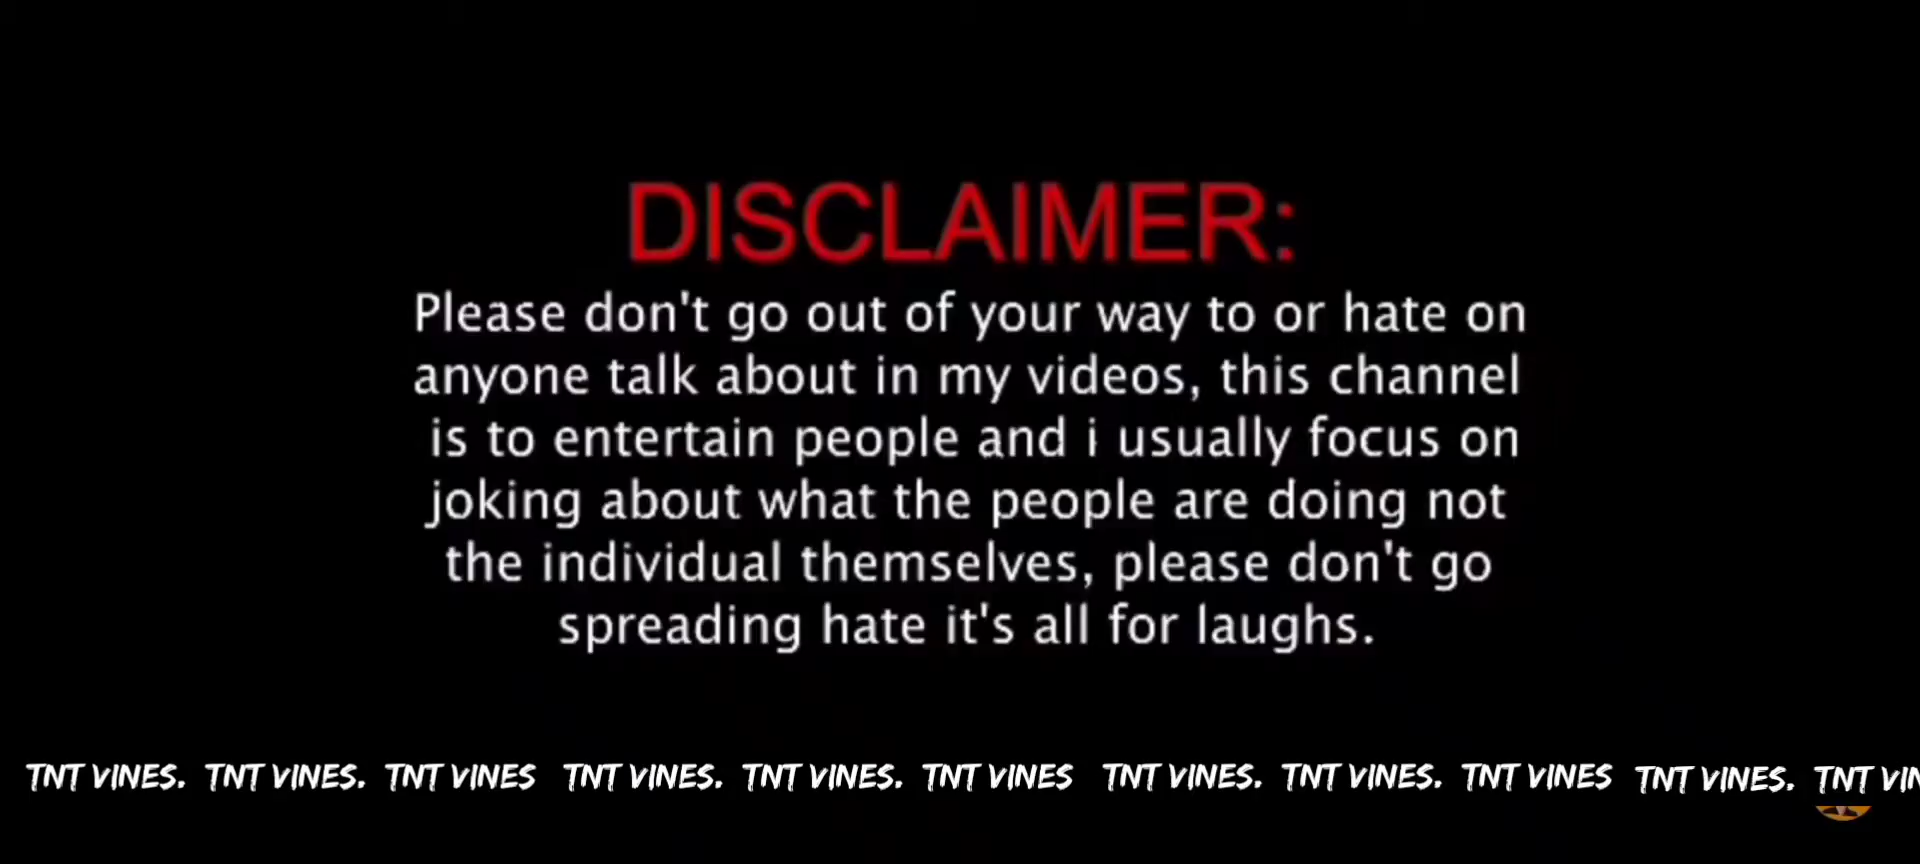 DISCLAIMER:
Please don't go out of your way to or hate on
anyone talk about in my videos, this channel
is to entertain people and i usually focus on
joking about what the people are doing not
the individual themselves, please don't go
spreading hate it's all for laughs.
TNT VINES. TNT VINES. TNT VINES TNT VINES. TNT VINES. TNT VINES TNT VINES. TNT VINES. TNT VINES TNT VINES. TNT VIN